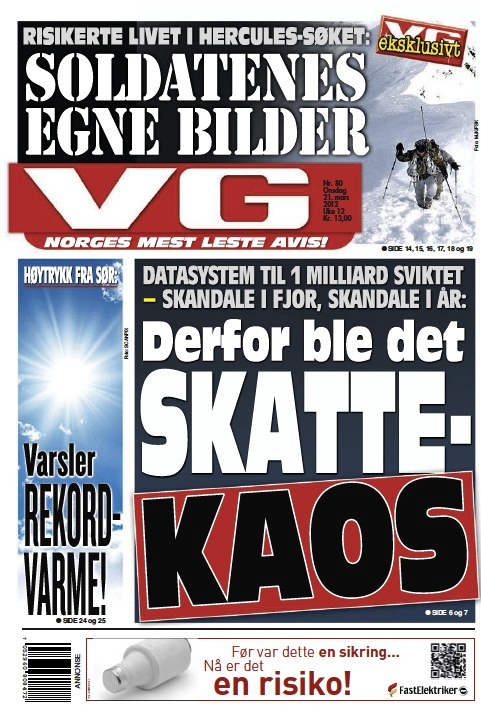 RISIKERTE LIVET I HERCULES-SØKET:
VG
eksklusivt
SOLDATENES
EGNE BILDER
VG
Nr. 80
Onsdag
21. mars
2012
Uke 12
Kr. 13,00
NORGES MEST LESTE AVIS!
● SIDE 14, 15, 16, 17, 18 og 19
HØYTRYKK FRA SØR:
Foto: SCANPIX
Varsler
REKORD-
VARME!
● SIDE 24 og 25
DATASYSTEM TIL 1 MILLIARD SVIKTET
– SKANDALE I FJOR, SKANDALE I ÅR:
Derfor ble det
SKATTE-
KAOS
● SIDE 6 og 7
ANNONSE
Før var dette en sikring...
Nå er det
en risiko!
FastElektriker